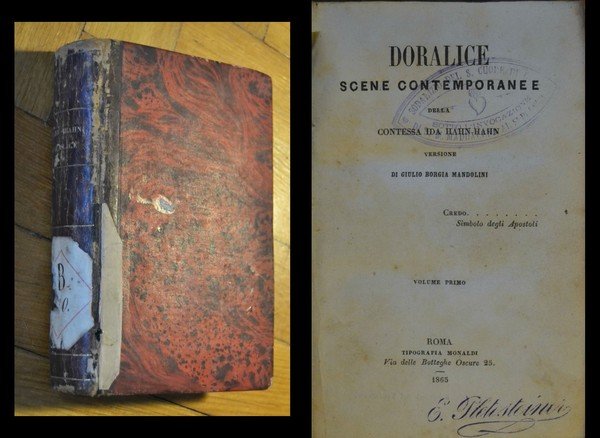 HAHN
B.
DORALICE
SCENE CONTEMPORANEE
DELLA
CONTESSA IDA HAHN-HAHN
VERSIONE
DI GIULIO BORGIA MANDOLINI
CREDO. . . . . . . .
Simbolo degli Apostoli
VOLUME PRIMO
ROMA
TIPOGRAFIA MONALDI
Via delle Botteghe Oscure 25.
1865